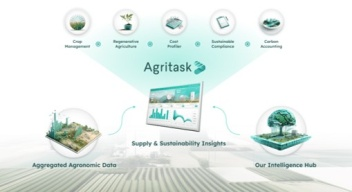 Crop
Management
Regenerative
Agriculture
Cost
Profiler
Sustainable
Compliance
Carbon
Accounting
Agritask
Supply & Sustainability Insights
Aggregated Agronomic Data
Our Intelligence Hub